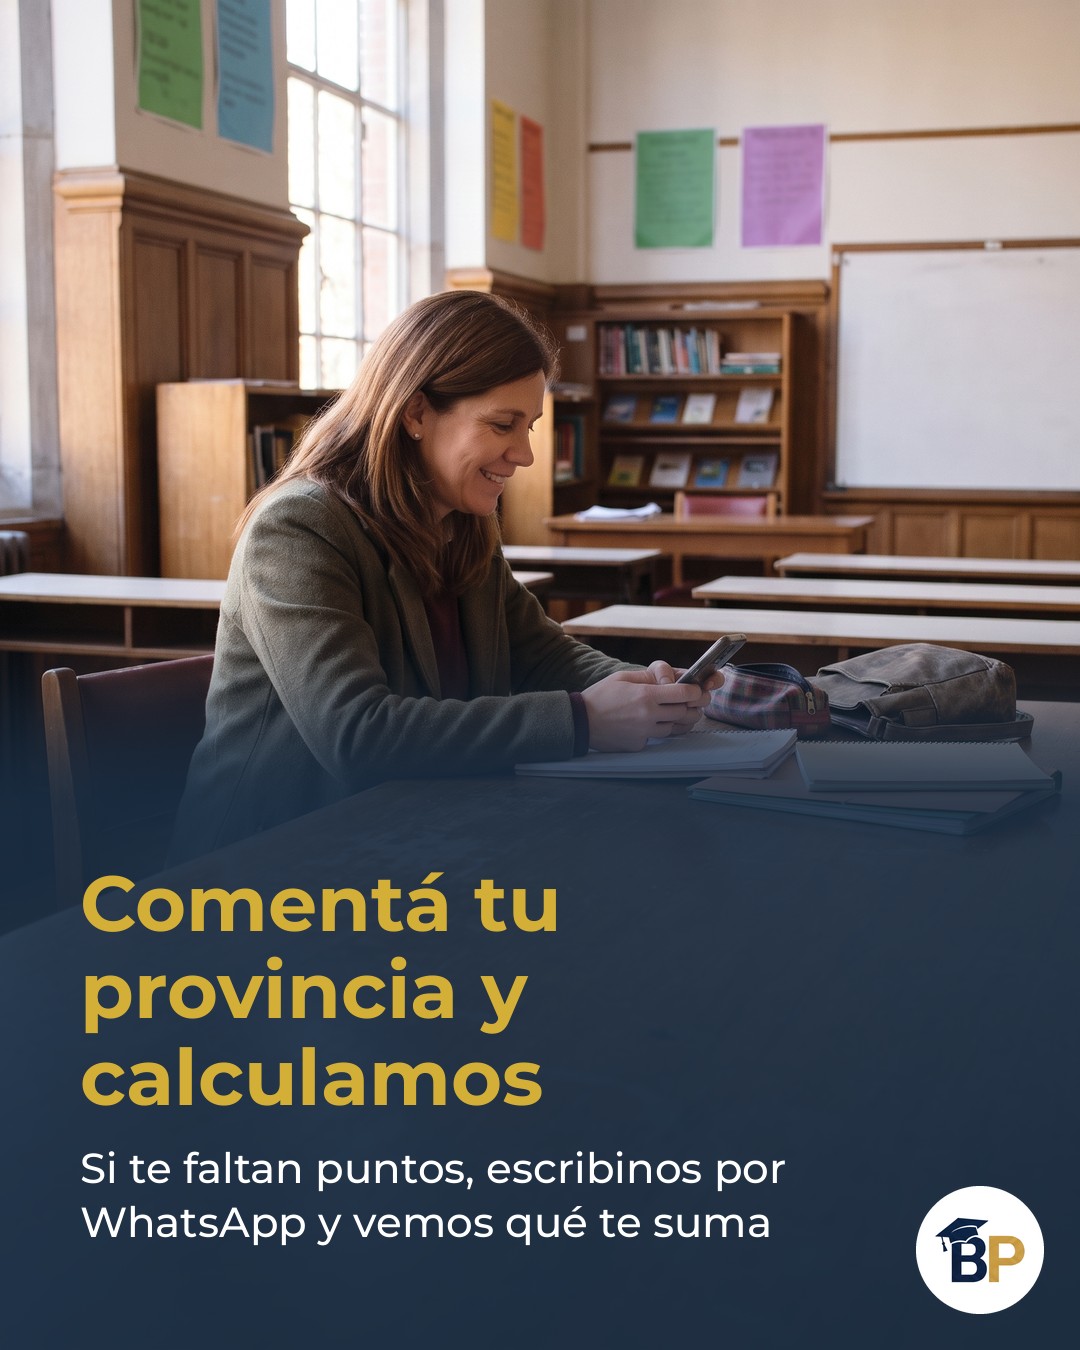 Comentá tu
provincia y
calculamos
Si te faltan puntos, escribinos por
WhatsApp y vemos qué te suma
BP